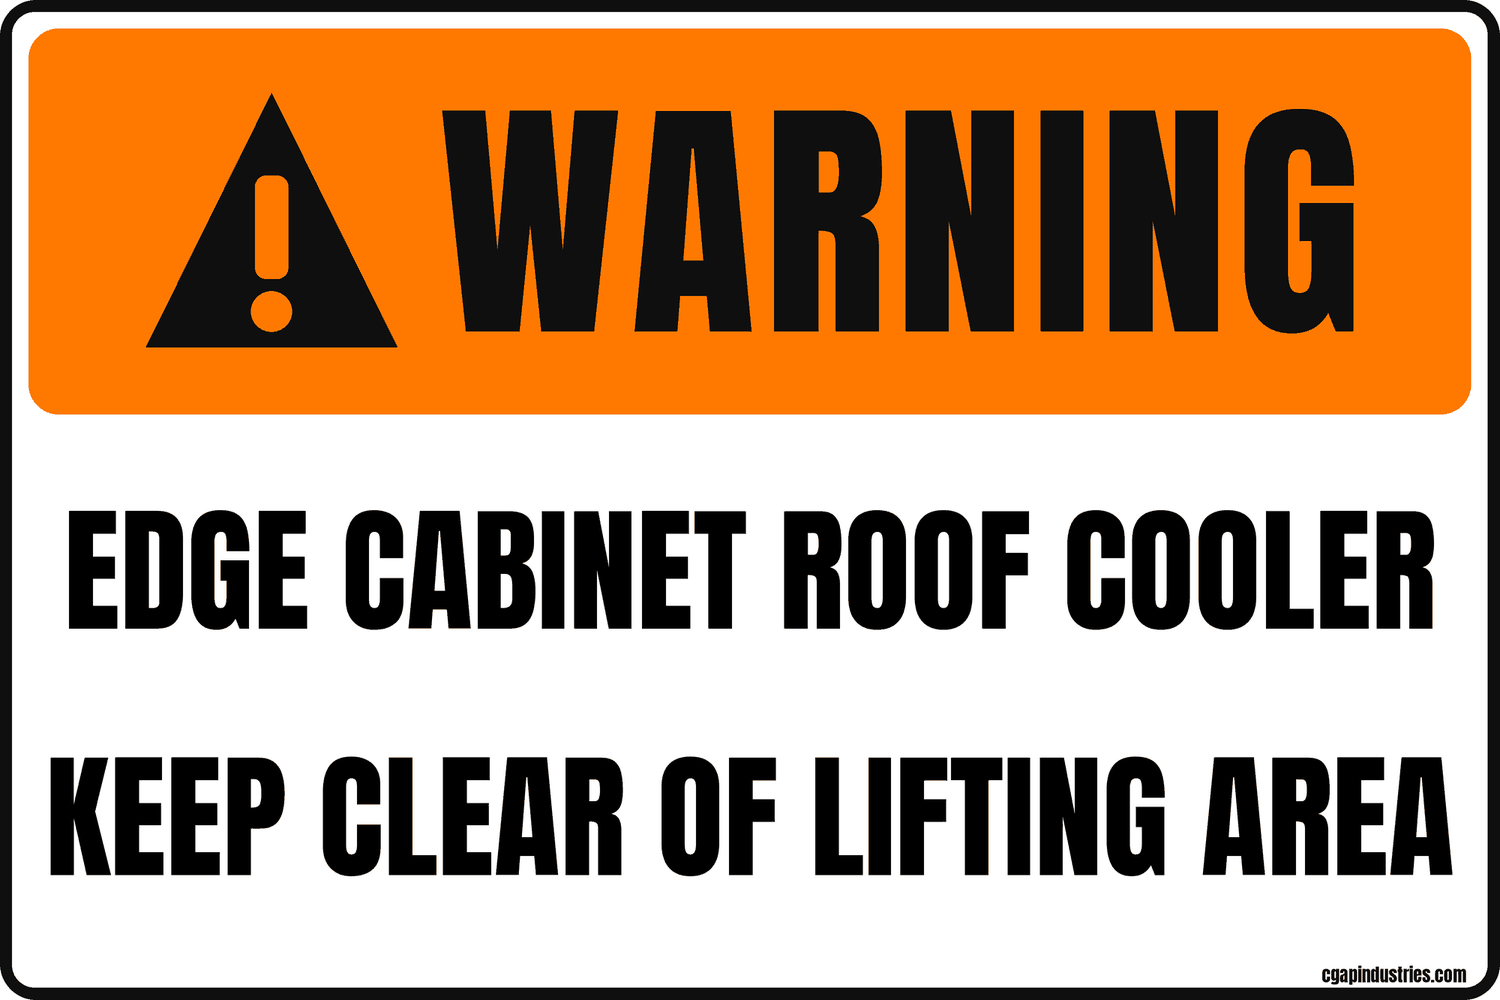 WARNING
EDGE CABINET ROOF COOLER
KEEP CLEAR OF LIFTING AREA
cgapindustries.com